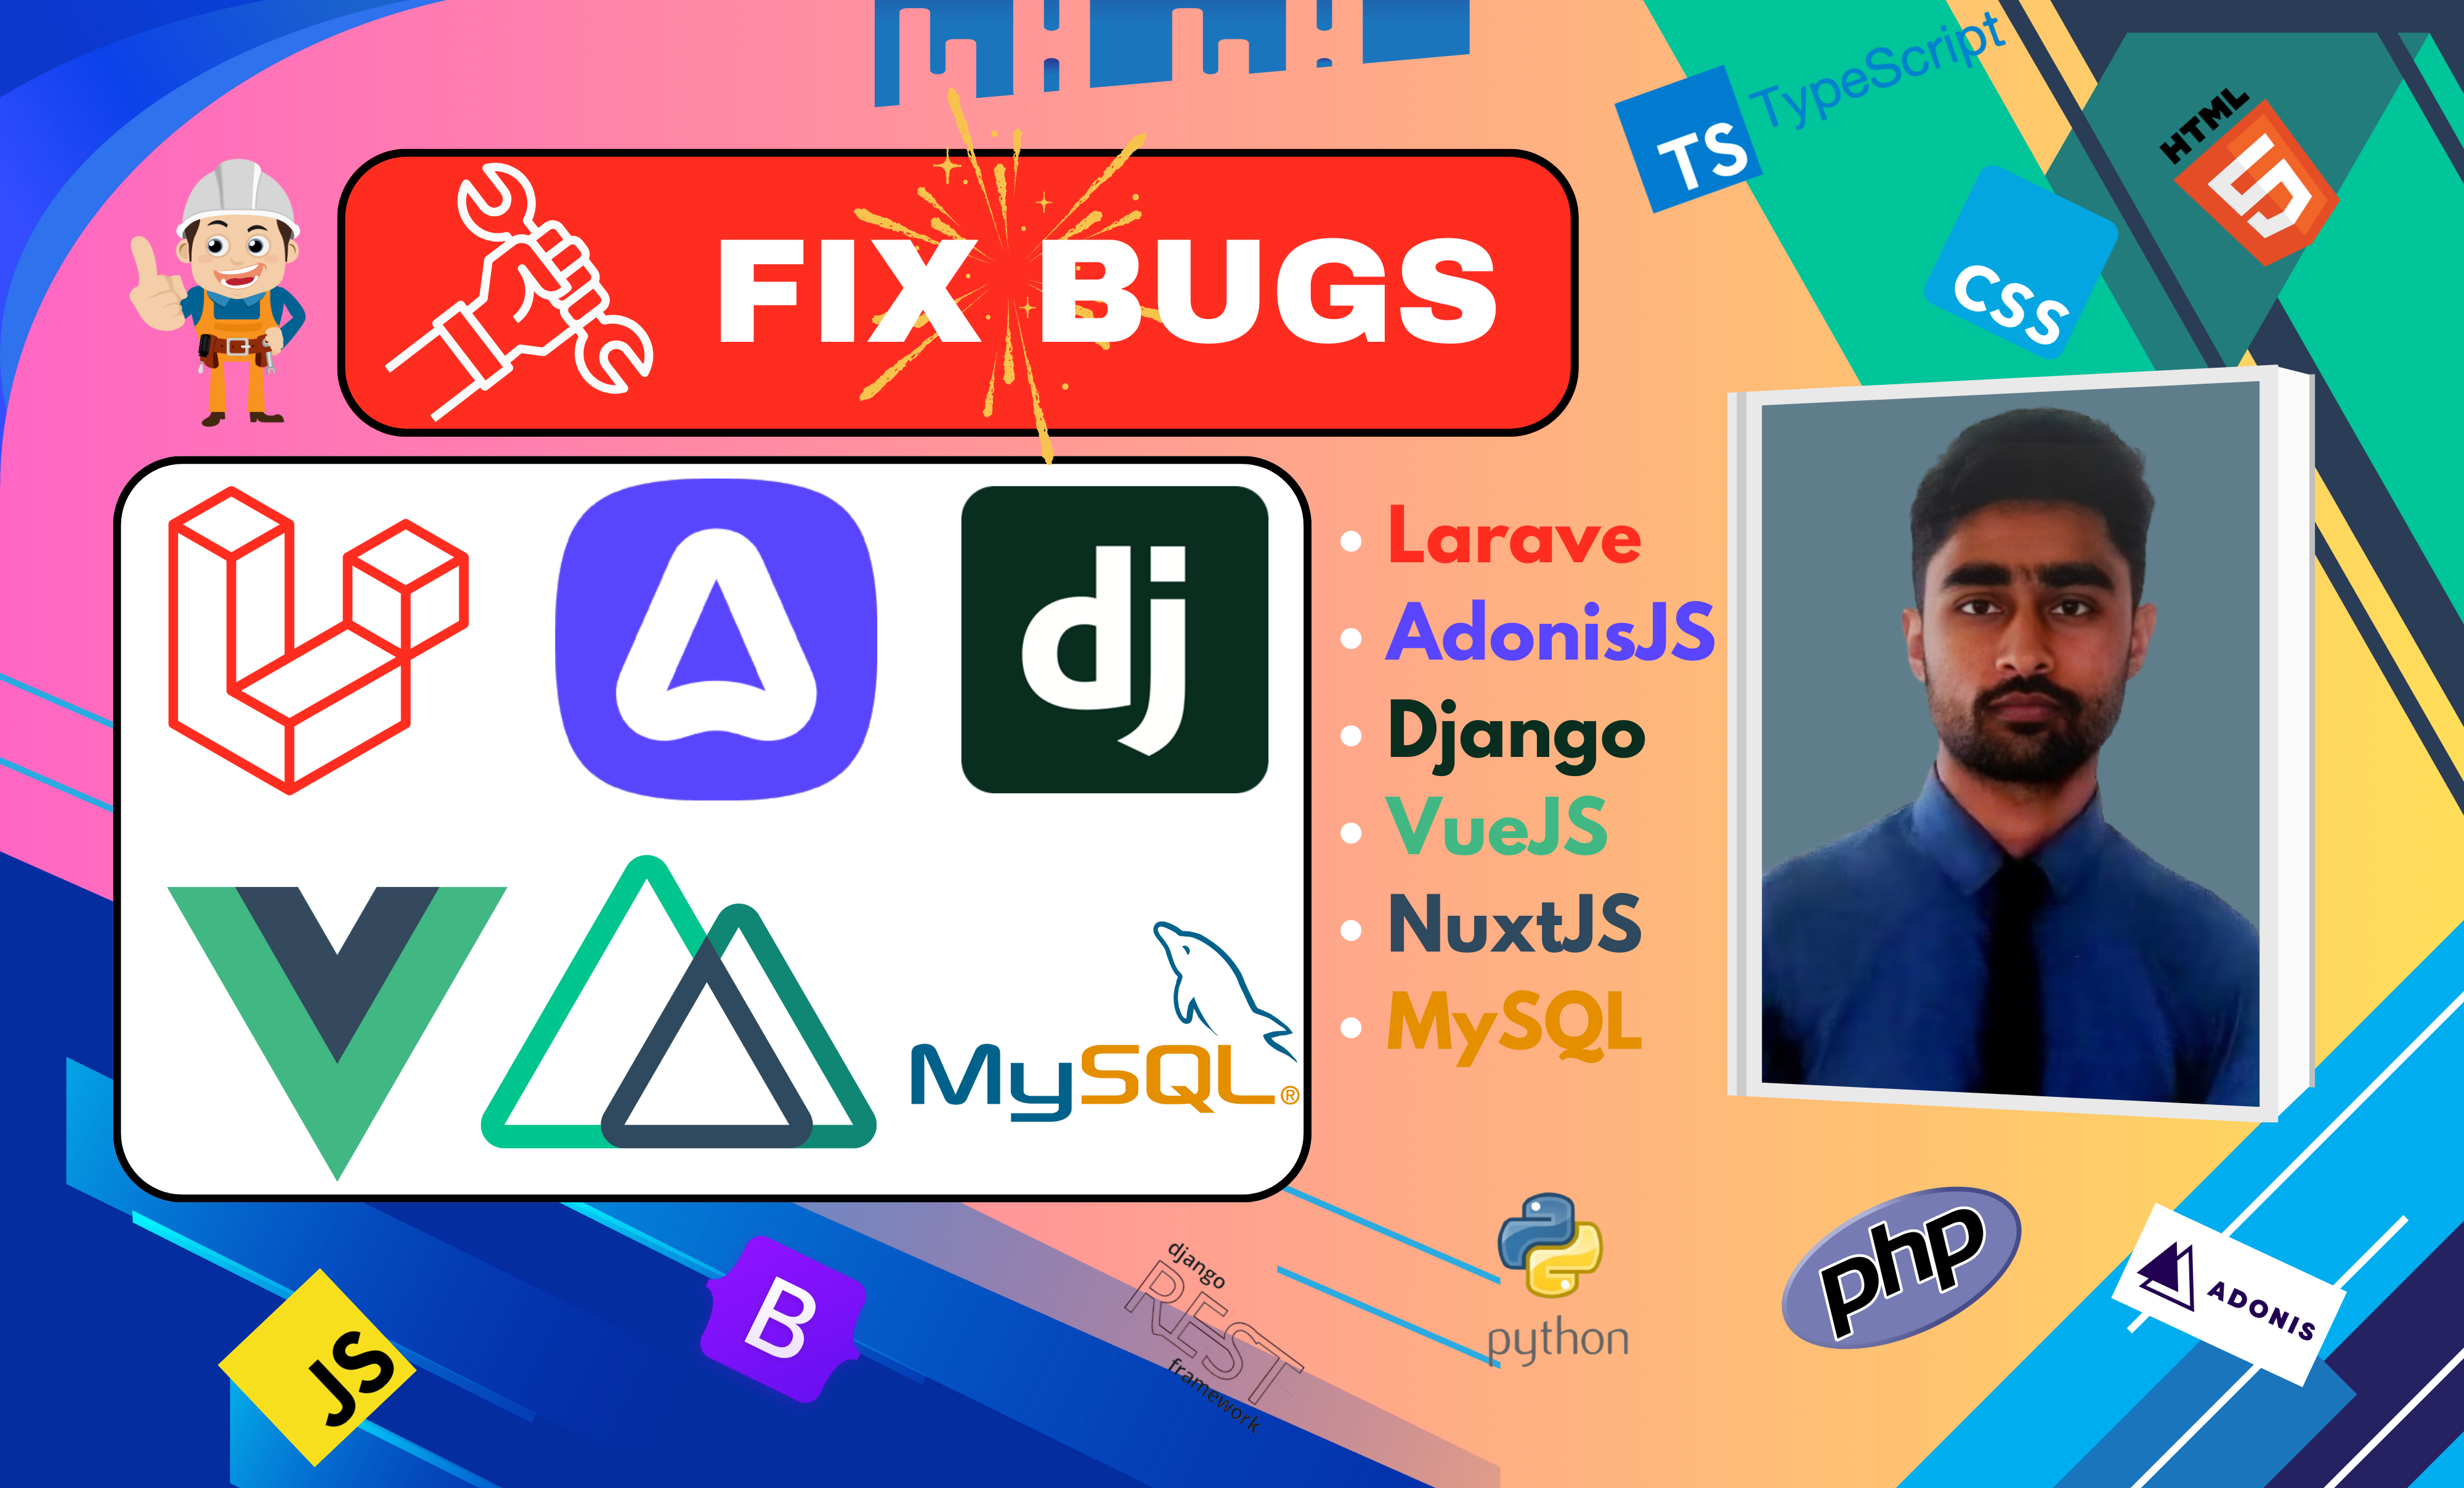 TS TypeScript
HTML
CSS
FIX BUGS
dj
MySQL®
Larave
AdonisJS
Django
VueJS
NuxtJS
MySQL
JS
B
django
REST
framework
python
php
ADONIS